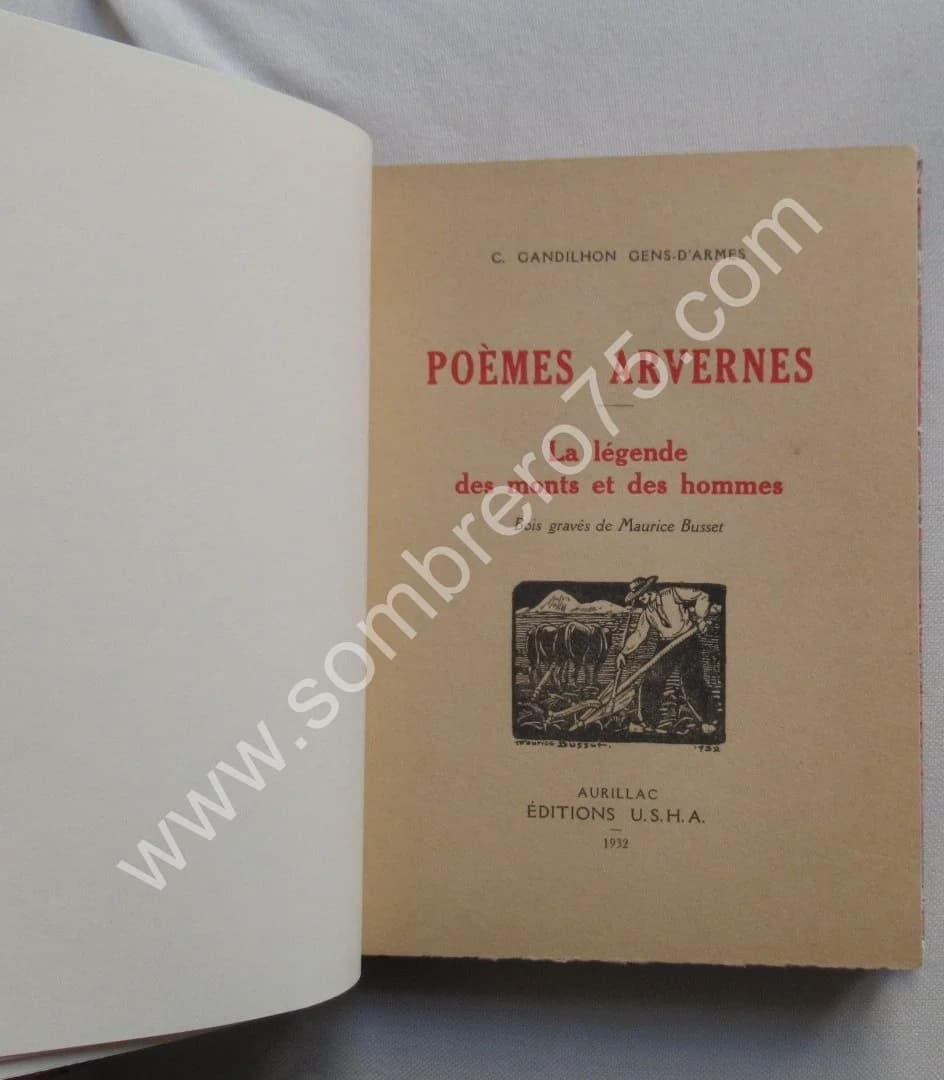 C. GANDILHON GENS-D'ARMES
POÈMES ARVERNES
La légende
des monts et des hommes
Bois gravés de Maurice Busset
maurice Busset. 1932
AURILLAC
ÉDITIONS U.S.H.A.
1932
www.sombrero75.com